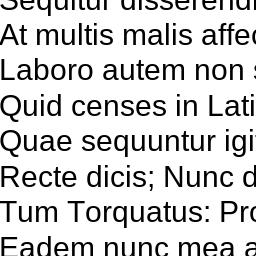 Sequitur disserendi
At multis malis affec
Laboro autem non s
Quid censes in Lati
Quae sequuntur igit
Recte dicis; Nunc d
Tum Torquatus: Pro
Eadem nunc mea a